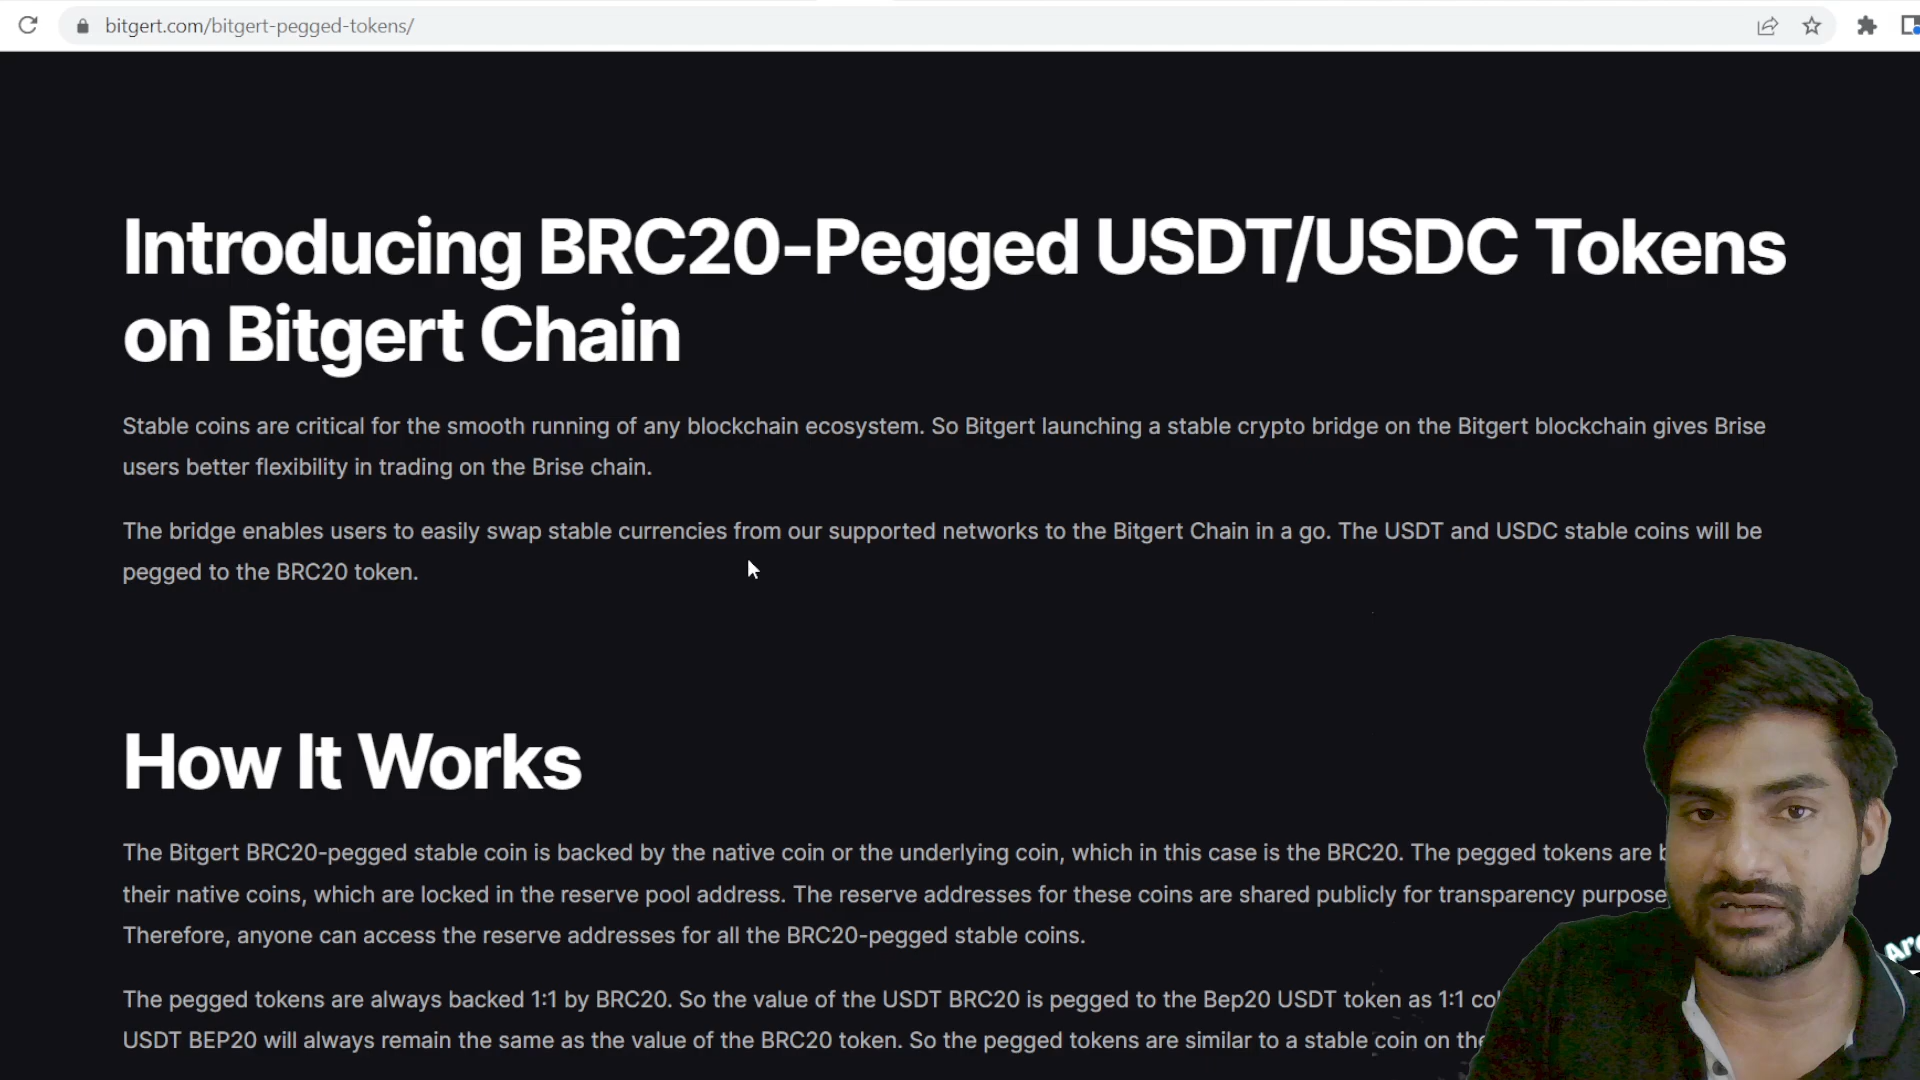 bitgert.com/bitgert-pegged-tokens/
Introducing BRC20-Pegged USDT/USDC Tokens
on Bitgert Chain
Stable coins are critical for the smooth running of any blockchain ecosystem. So Bitgert launching a stable crypto bridge on the Bitgert blockchain gives Brise
users better flexibility in trading on the Brise chain.
The bridge enables users to easily swap stable currencies from our supported networks to the Bitgert Chain in a go. The USDT and USDC stable coins will be
pegged to the BRC20 token.
How It Works
The Bitgert BRC20-pegged stable coin is backed by the native coin or the underlying coin, which in this case is the BRC20. The pegged tokens are
their native coins, which are locked in the reserve pool address. The reserve addresses for these coins are shared publicly for transparency purpose
Therefore, anyone can access the reserve addresses for all the BRC20-pegged stable coins.
The pegged tokens are always backed 1:1 by BRC20. So the value of the USDT BRC20 is pegged to the Bep20 USDT token as 1:1
USDT BEP20 will always remain the same as the value of the BRC20 token. So the pegged tokens are similar to a stable coin on the